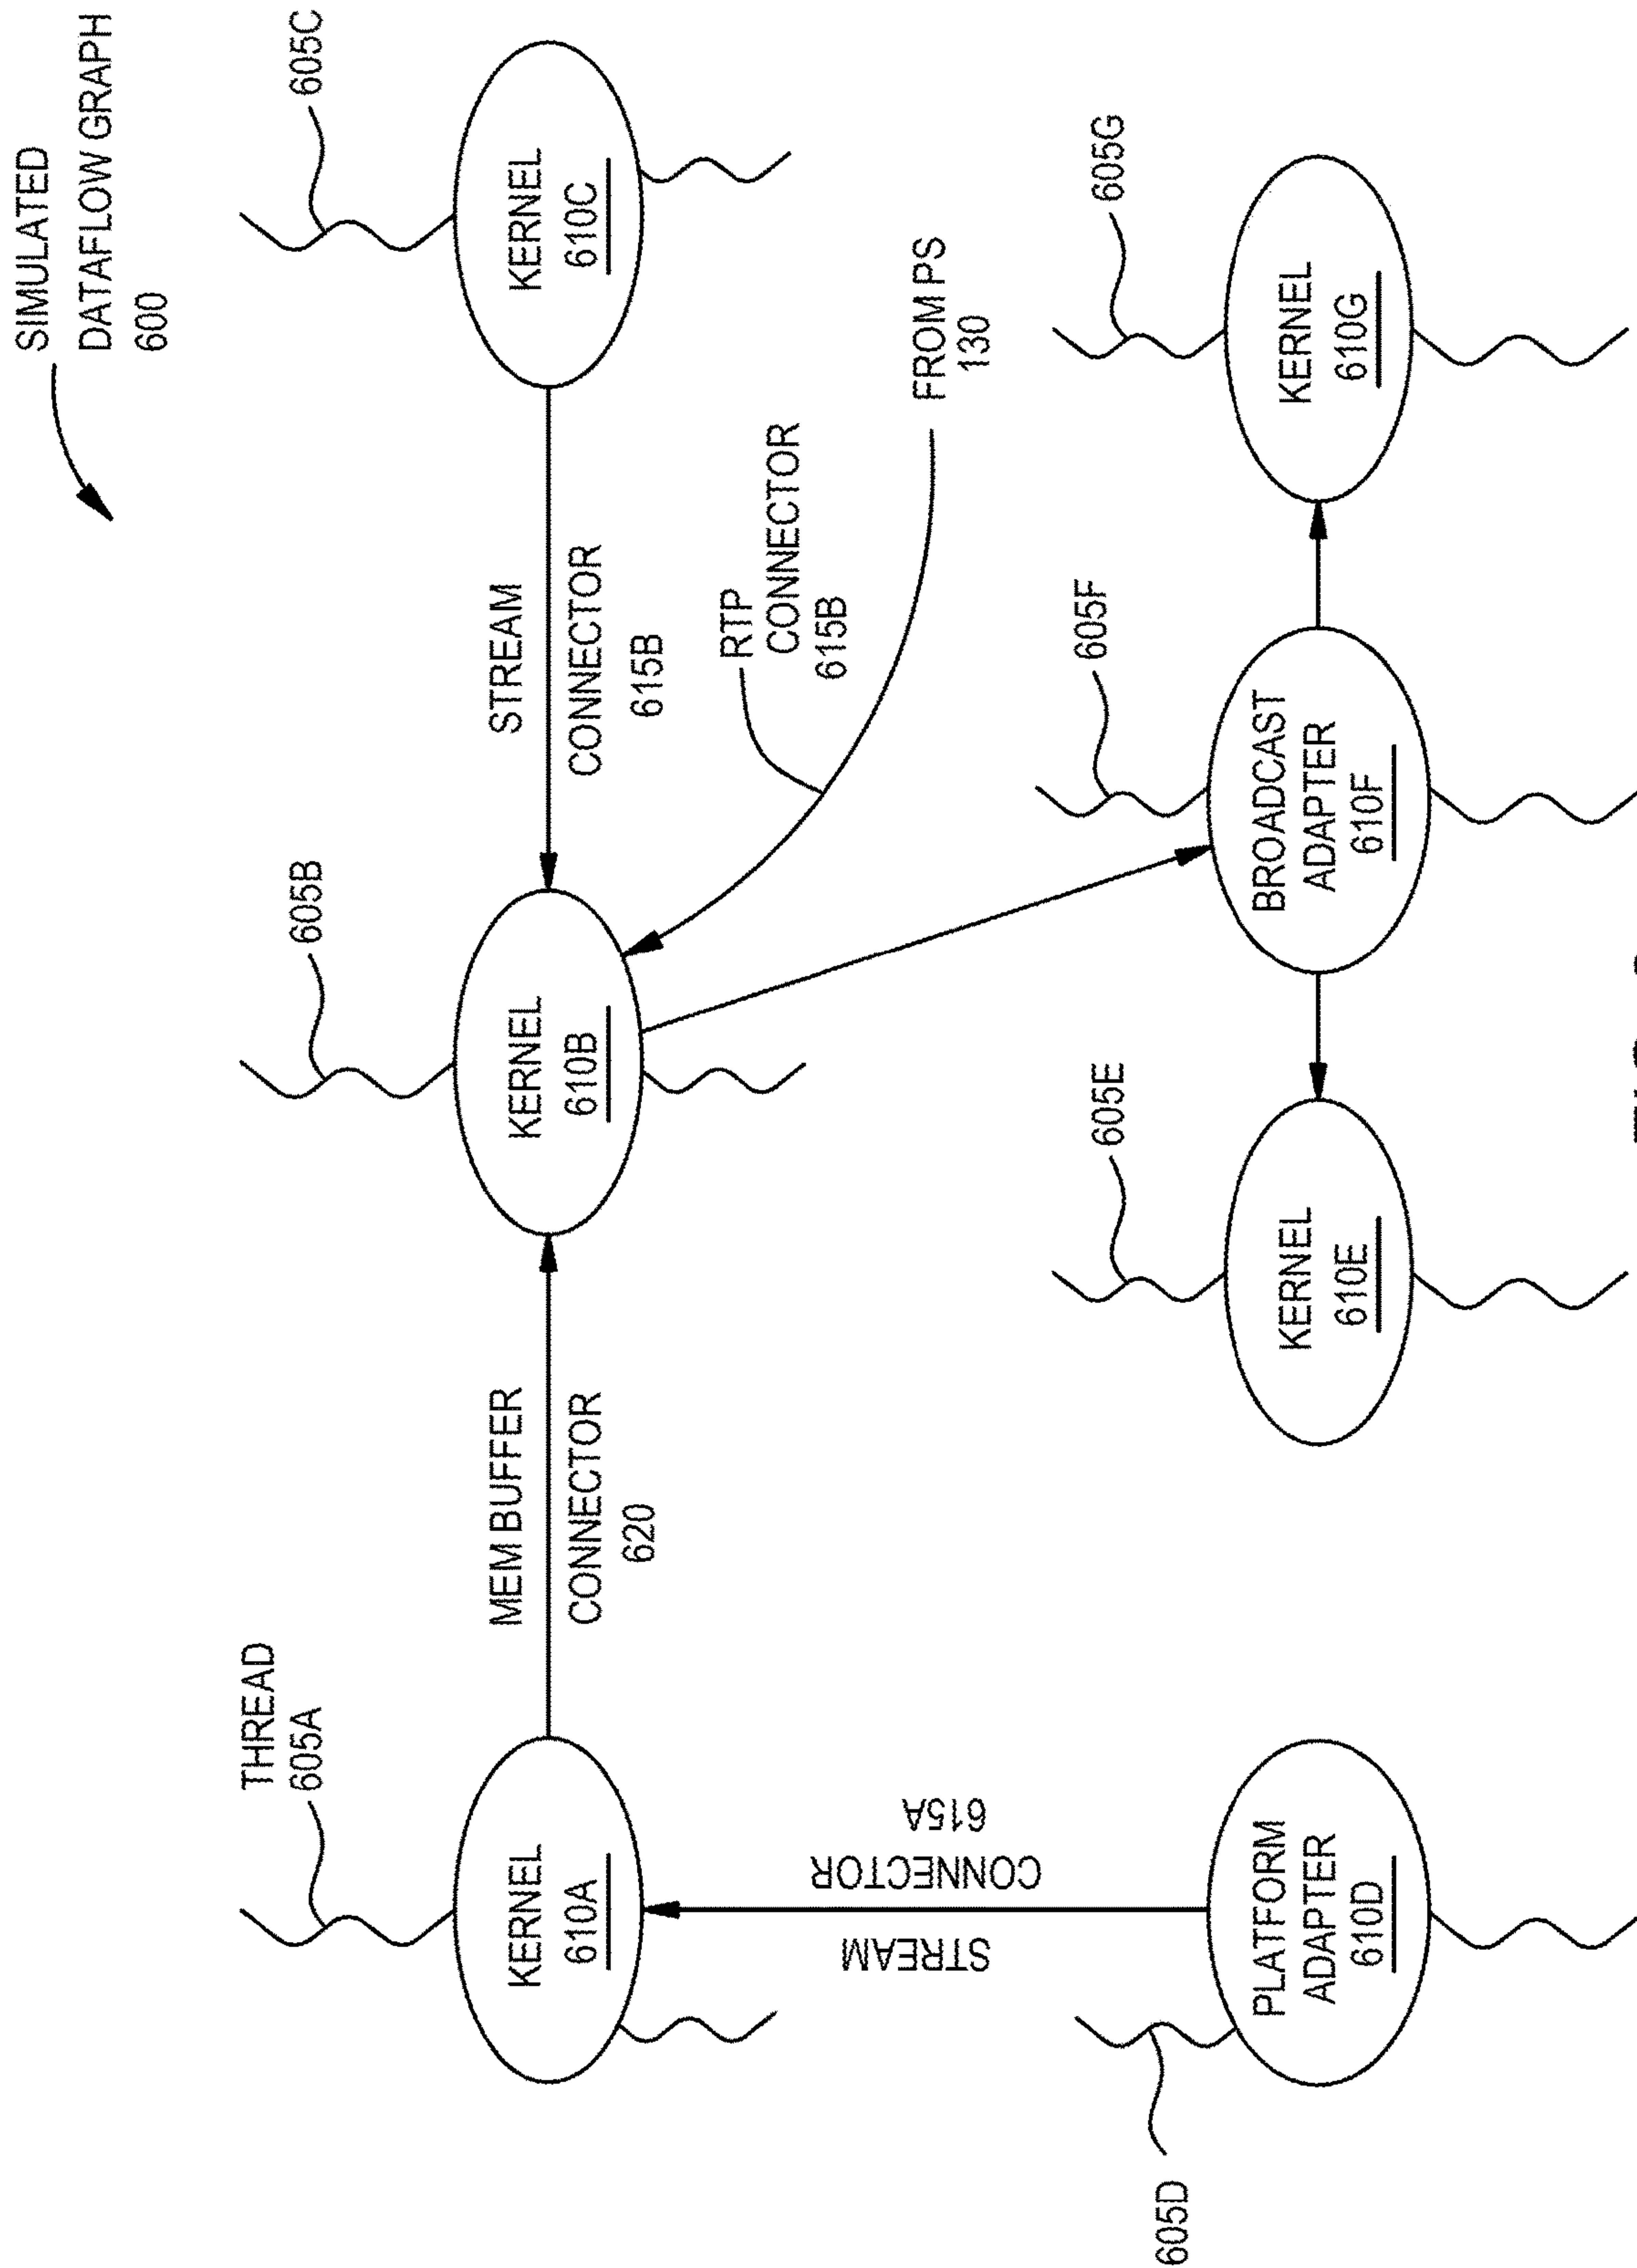 SIMULATED
DATAFLOW GRAPH
600
THREAD
605A
605B
605C
KERNEL
610A
MEM BUFFER
CONNECTOR
620
KERNEL
610B
STREAM
CONNECTOR
615B
KERNEL
610C
STREAM
CONNECTOR
615A
RTP
CONNECTOR
615B
FROM PS
130
605D
605E
605F
605G
PLATFORM
ADAPTER
610D
KERNEL
610E
BROADCAST
ADAPTER
610F
KERNEL
610G